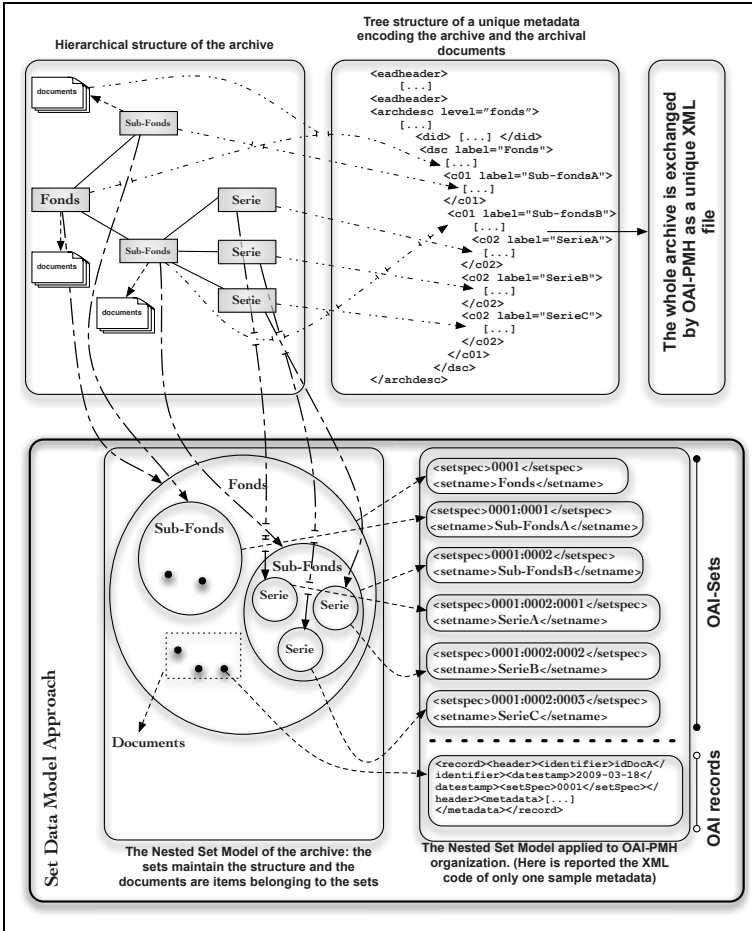 Hierarchical structure of the archive
documents
Sub-Fonds
Fonds
Serie
documents
Sub-Fonds
Serie
documents
Serie
Tree structure of a unique metadata
encoding the archive and the archival
documents
<eadheader>
[...]
<eadheader>
<archdesc level="fonds">
[...]
<did> [...] </did>
<dsc label="Fonds">
[...]
<c01 label="Sub-fondsA">
[...]
</c01>
<c01 label="Sub-fondsB">
[...]
<c02 label="SerieA">
[...]
</c02>
<c02 label="SerieB">
[...]
</c02>
<c02 label="SerieC">
[...]
</c02>
</c01>
</dsc>
</archdesc>
The whole archive is exchanged
by OAI-PMH as a unique XML
file
Set Data Model Approach
Fonds
Sub-Fonds
Sub-Fonds
Serie
Serie
Serie
Documents
The Nested Set Model of the archive: the
sets maintain the structure and the
documents are items belonging to the sets
<setspec>0001</setspec
<setname>Fonds</setname>
<setspec>0001:0001</setspec
<setname>Sub-FondsA</setname>
<setspec>0001:0002</setspec
<setname>Sub-FondsB</setname>
<setspec>0001:0002:0001</setspec
<setname>SerieA</setname>
<setspec>0001:0002:0002</setspec
<setname>SerieB</setname>
<setspec>0001:0002:0003</setspec
<setname>SerieC</setname>
<record><header><identifier>idDocA</
identifier><datestamp>2009-03-18</
datestamp><setSpec>0001</setSpec></
header><metadata>[...]
</metadata></record>
OAI-Sets
OAI records
The Nested Set Model applied to OAI-PMH
organization. (Here is reported the XML
code of only one sample metadata)